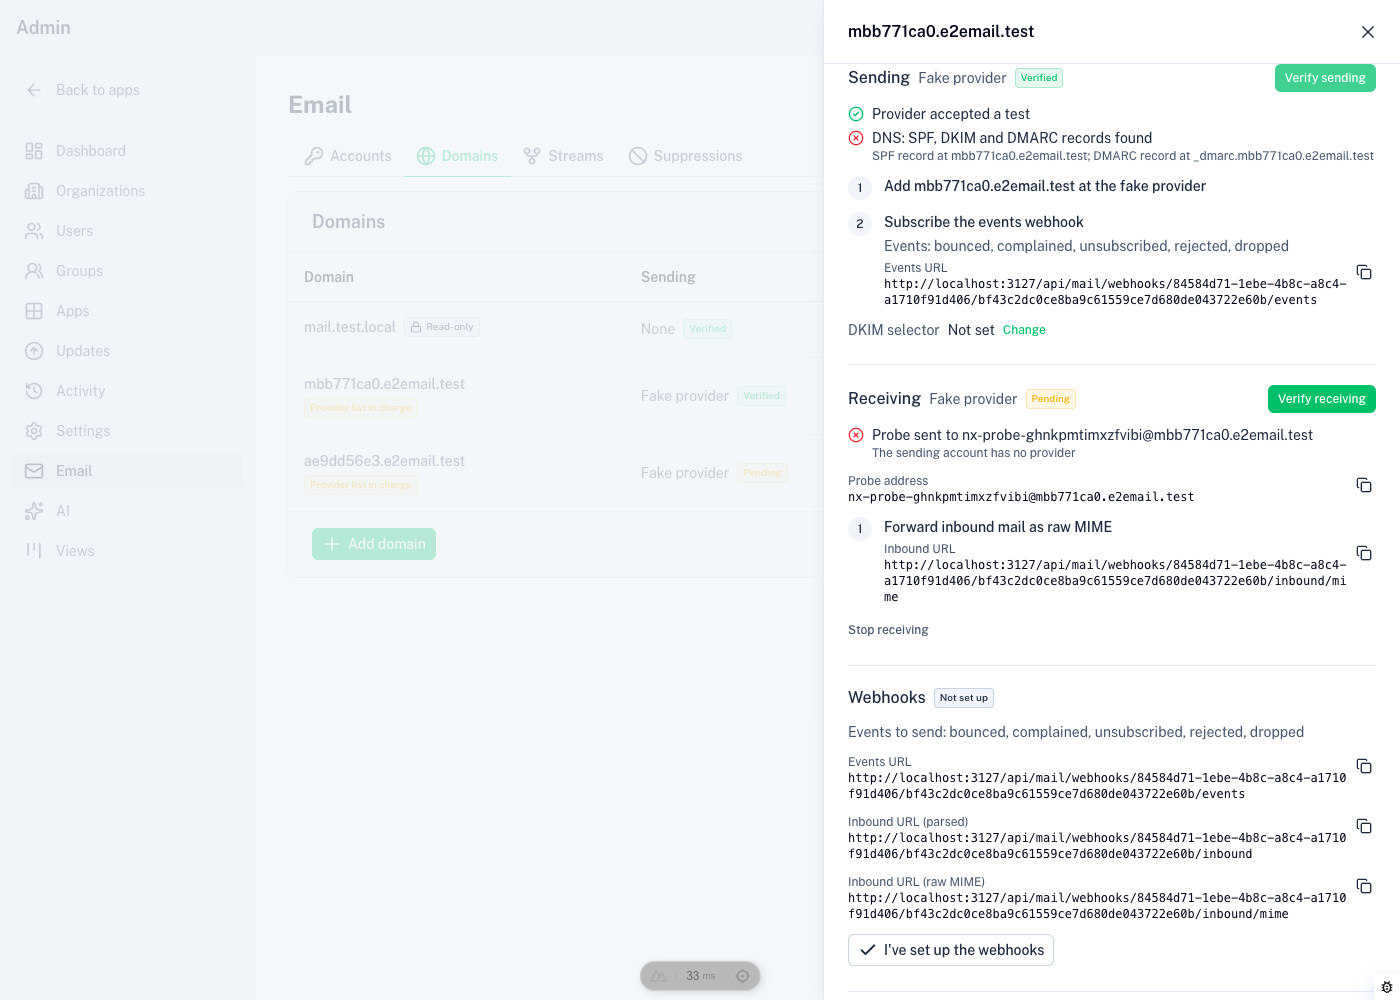 Admin
Back to apps
Dashboard
Organizations
Users
Groups
Apps
Updates
Activity
Settings
Email
AI
Views
Email
Accounts
Domains
Streams
Suppressions
Domains
Domain
Sending
mail.test.local
Read-only
None
Verified
mbb771ca0.e2email.test
Provider list in charge
Fake provider
Verified
ae9dd56e3.e2email.test
Provider list in charge
Fake provider
Pending
Add domain
33 ms
mbb771ca0.e2email.test
Sending Fake provider Verified
Verify sending
Provider accepted a test
DNS: SPF, DKIM and DMARC records found
SPF record at mbb771ca0.e2email.test; DMARC record at _dmarc.mbb771ca0.e2email.test
1 Add mbb771ca0.e2email.test at the fake provider
2 Subscribe the events webhook
Events: bounced, complained, unsubscribed, rejected, dropped
Events URL
http://localhost:3127/api/mail/webhooks/84584d71-1ebe-4b8c-a8c4-
a1710f91d406/bf43c2dc0ce8ba9c61559ce7d680de043722e60b/events
DKIM selector Not set Change
Receiving Fake provider Pending
Verify receiving
Probe sent to nx-probe-ghnkpmtimxzfvibi@mbb771ca0.e2email.test
The sending account has no provider
Probe address
nx-probe-ghnkpmtimxzfvibi@mbb771ca0.e2email.test
1 Forward inbound mail as raw MIME
Inbound URL
http://localhost:3127/api/mail/webhooks/84584d71-1ebe-4b8c-a8c4-
a1710f91d406/bf43c2dc0ce8ba9c61559ce7d680de043722e60b/inbound/mi
me
Stop receiving
Webhooks Not set up
Events to send: bounced, complained, unsubscribed, rejected, dropped
Events URL
http://localhost:3127/api/mail/webhooks/84584d71-1ebe-4b8c-a8c4-a1710
f91d406/bf43c2dc0ce8ba9c61559ce7d680de043722e60b/events
Inbound URL (parsed)
http://localhost:3127/api/mail/webhooks/84584d71-1ebe-4b8c-a8c4-a1710
f91d406/bf43c2dc0ce8ba9c61559ce7d680de043722e60b/inbound
Inbound URL (raw MIME)
http://localhost:3127/api/mail/webhooks/84584d71-1ebe-4b8c-a8c4-a1710
f91d406/bf43c2dc0ce8ba9c61559ce7d680de043722e60b/inbound/mime
I've set up the webhooks